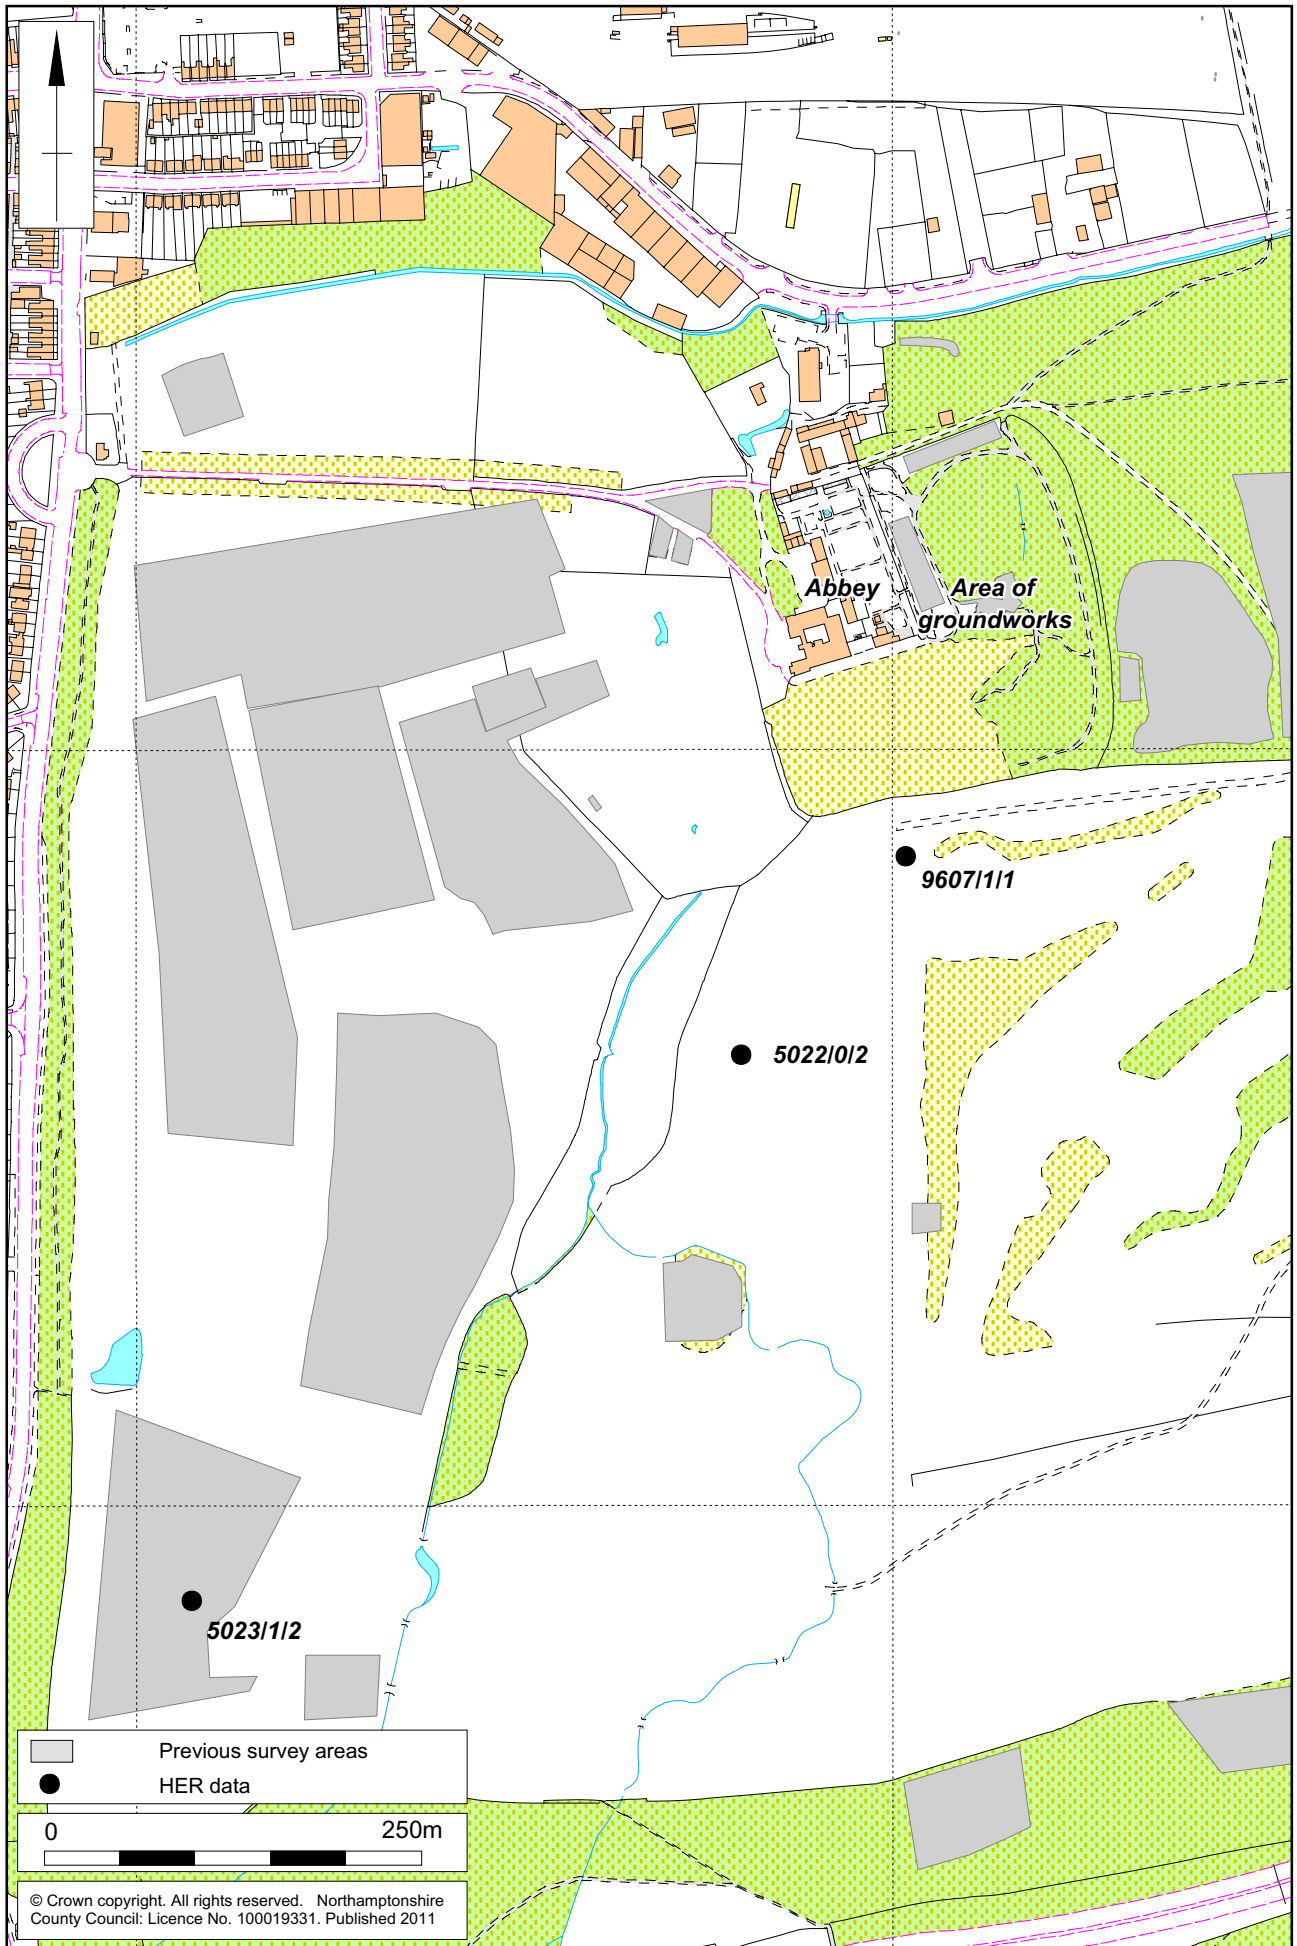 Abbey
Area of
groundworks
9607/1/1
5022/0/2
5023/1/2
Previous survey areas
HER data
0 250m
© Crown copyright. All rights reserved. Northamptonshire
County Council: Licence No. 100019331. Published 2011